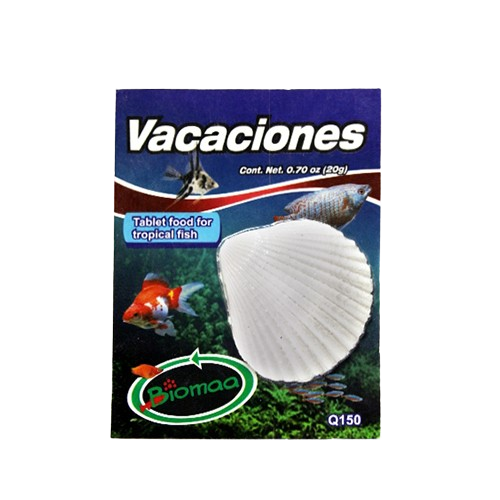 Vacaciones
Cont. Net. 0.70 oz (20g)
Tablet food for
tropical fish
Biomaa
Q150